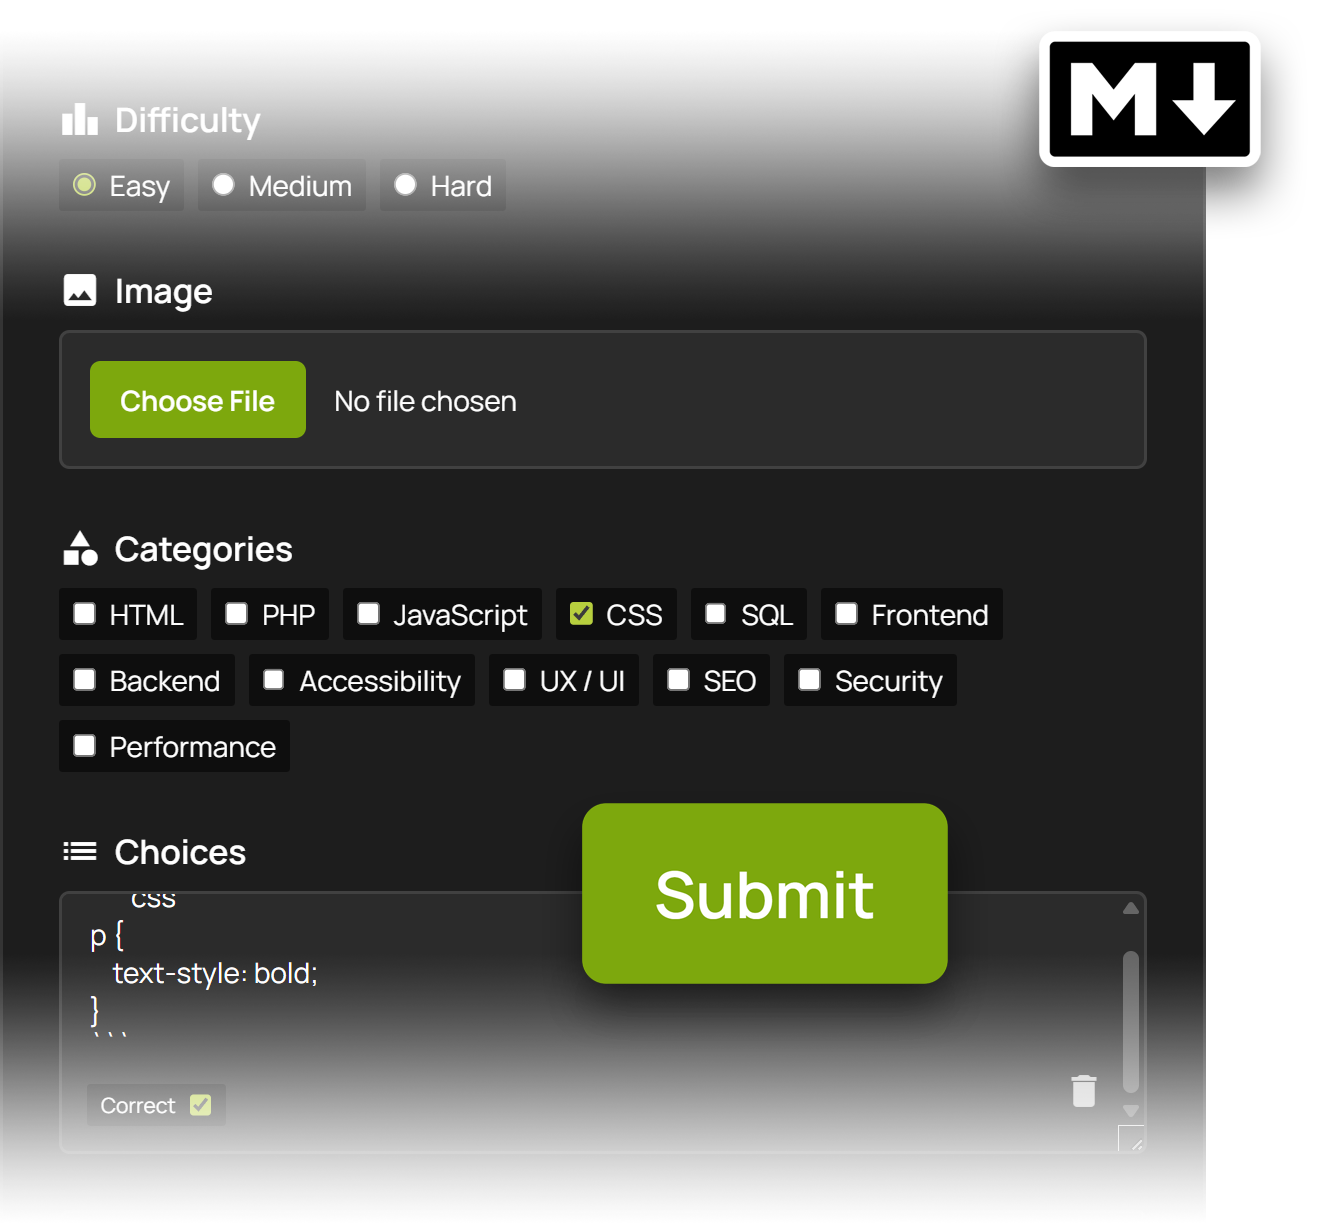 M
Difficulty
Easy Medium Hard
Image
Choose File No file chosen
Categories
HTML PHP JavaScript CSS SQL Frontend
Backend Accessibility UX / UI SEO Security
Performance
Choices
Submit
css
p {
text-style: bold;
}
```
Correct